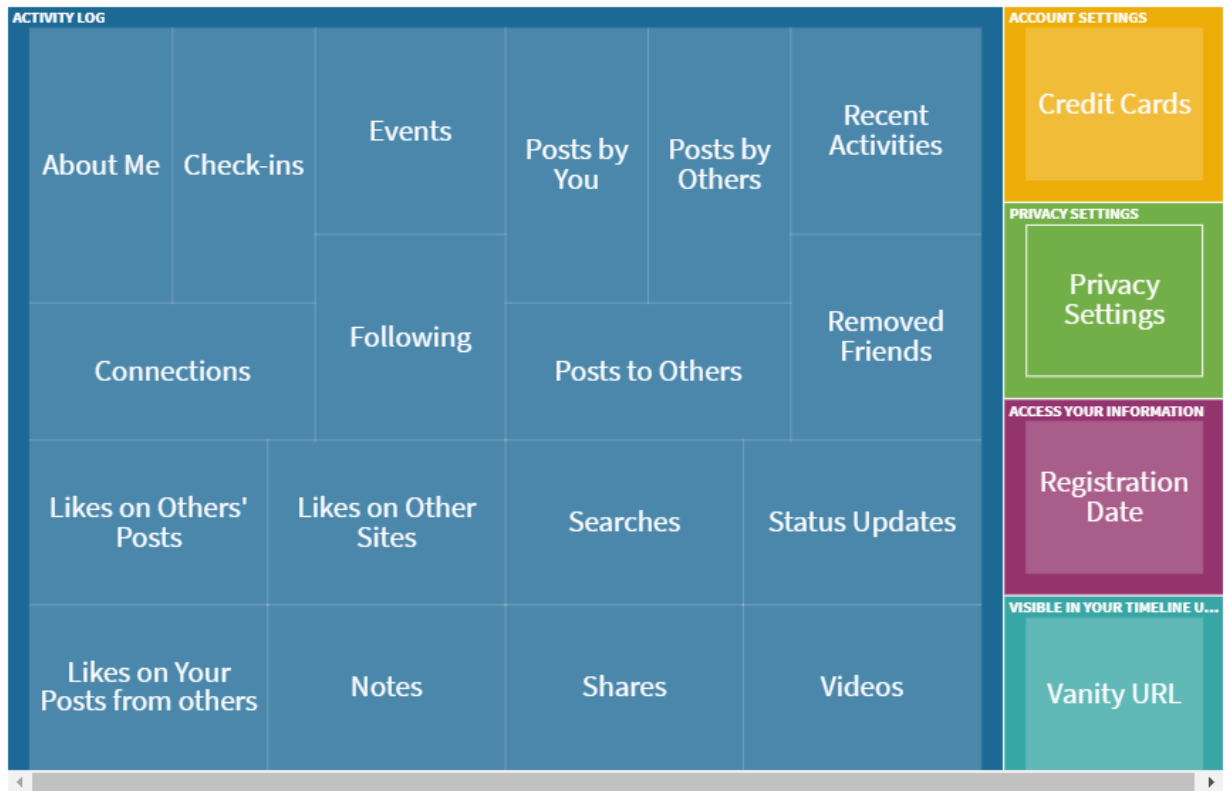 ACTIVITY LOG
About Me
Check-ins
Events
Posts by
You
Posts by
Others
Recent
Activities
Connections
Following
Posts to Others
Removed
Friends
Likes on Others'
Posts
Likes on Other
Sites
Searches
Status Updates
Likes on Your
Posts from others
Notes
Shares
Videos
ACCOUNT SETTINGS
Credit Cards
PRIVACY SETTINGS
Privacy
Settings
ACCESS YOUR INFORMATION
Registration
Date
VISIBLE IN YOUR TIMELINE U...
Vanity URL